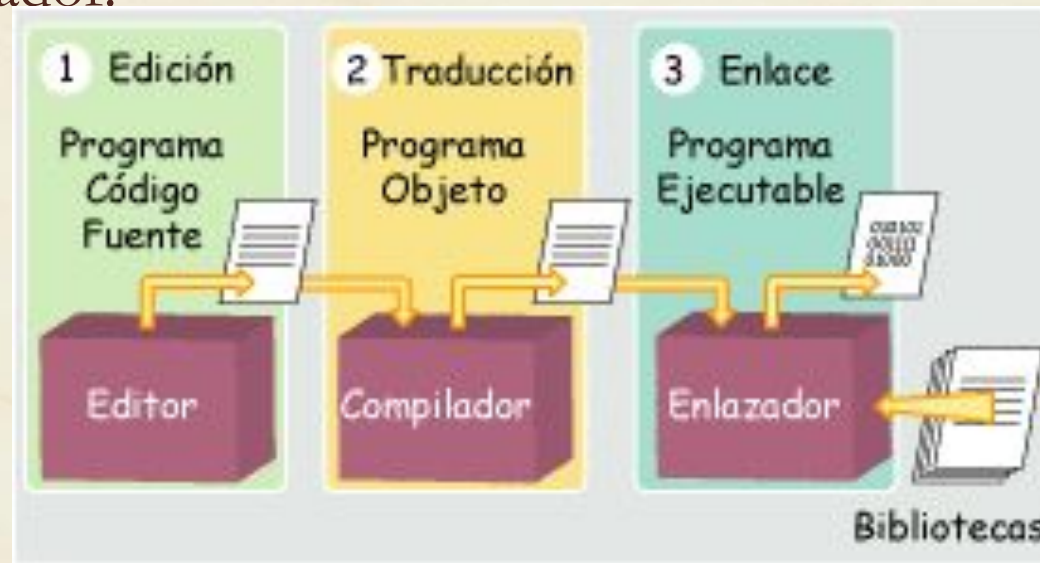 1 Edición
Programa
Código
Fuente
Editor
2 Traducción
Programa
Objeto
Compilador
3 Enlace
Programa
Ejecutable
Enlazador
Bibliotecas